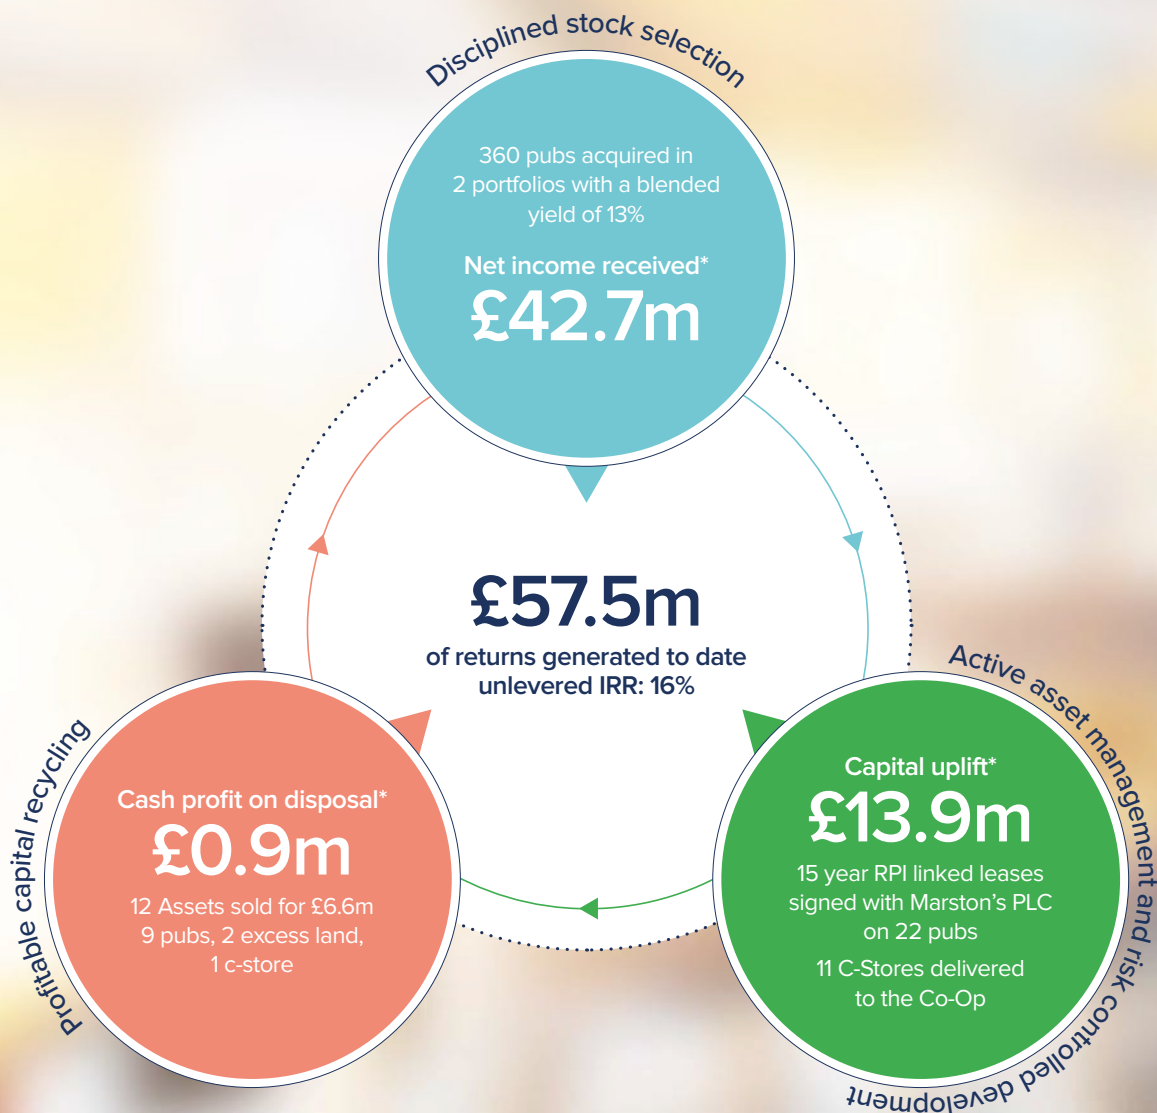 Disciplined stock selection
360 pubs acquired in
2 portfolios with a blended
yield of 13%
Net income received*
£42.7m
£57.5m
of returns generated to date
unlevered IRR: 16%
Active asset management and risk controlled development
Capital uplift*
£13.9m
15 year RPI linked leases
signed with Marston’s PLC
on 22 pubs
11 C-Stores delivered
to the Co-Op
Profitable capital recycling
Cash profit on disposal*
£0.9m
12 Assets sold for £6.6m
9 pubs, 2 excess land,
1 c-store